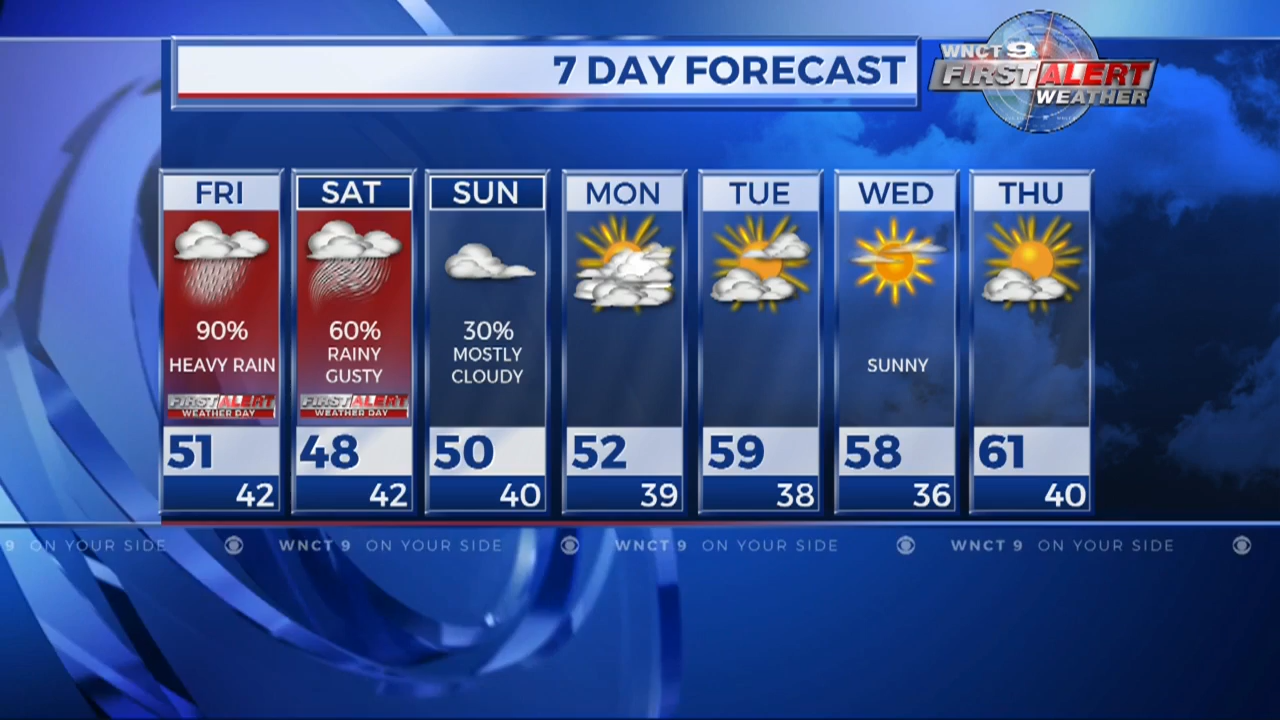 7 DAY FORECAST
WNCT 9
FIRST ALERT
WEATHER
FRI
SAT
SUN
MON
TUE
WED
THU
90%
HEAVY RAIN
FIRST ALERT
WEATHER DAY
60%
RAINY
GUSTY
FIRST ALERT
WEATHER DAY
30%
MOSTLY
CLOUDY
SUNNY
51
42
48
42
50
40
52
39
59
38
58
36
61
40
9 ON YOUR SIDE WNCT 9 ON YOUR SIDE WNCT 9 ON YOUR SIDE WNCT 9 ON YOUR SIDE